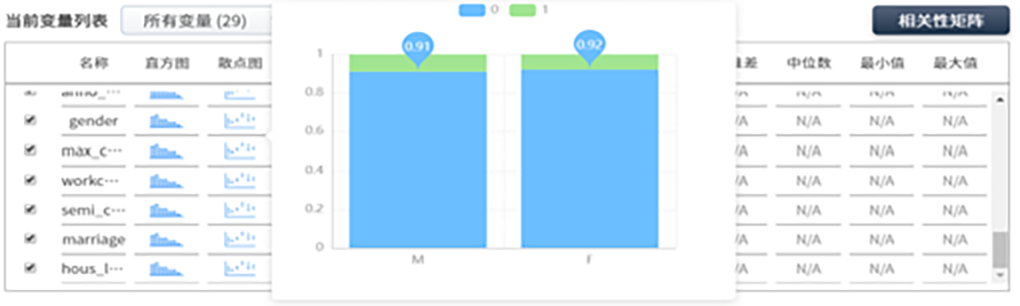 当前变量列表 所有变量 (29) 相关性矩阵
0 1
名称 直方图 散点图 差 中位数 最小值 最大值
N/A N/A N/A
gender N/A N/A N/A
max_c··· N/A N/A N/A
workc··· N/A N/A N/A
semi_c··· N/A N/A N/A
marriage N/A N/A N/A
hous_l··· N/A N/A N/A
0.91 0.92
1
0.8
0.6
0.4
0.2
0
M F